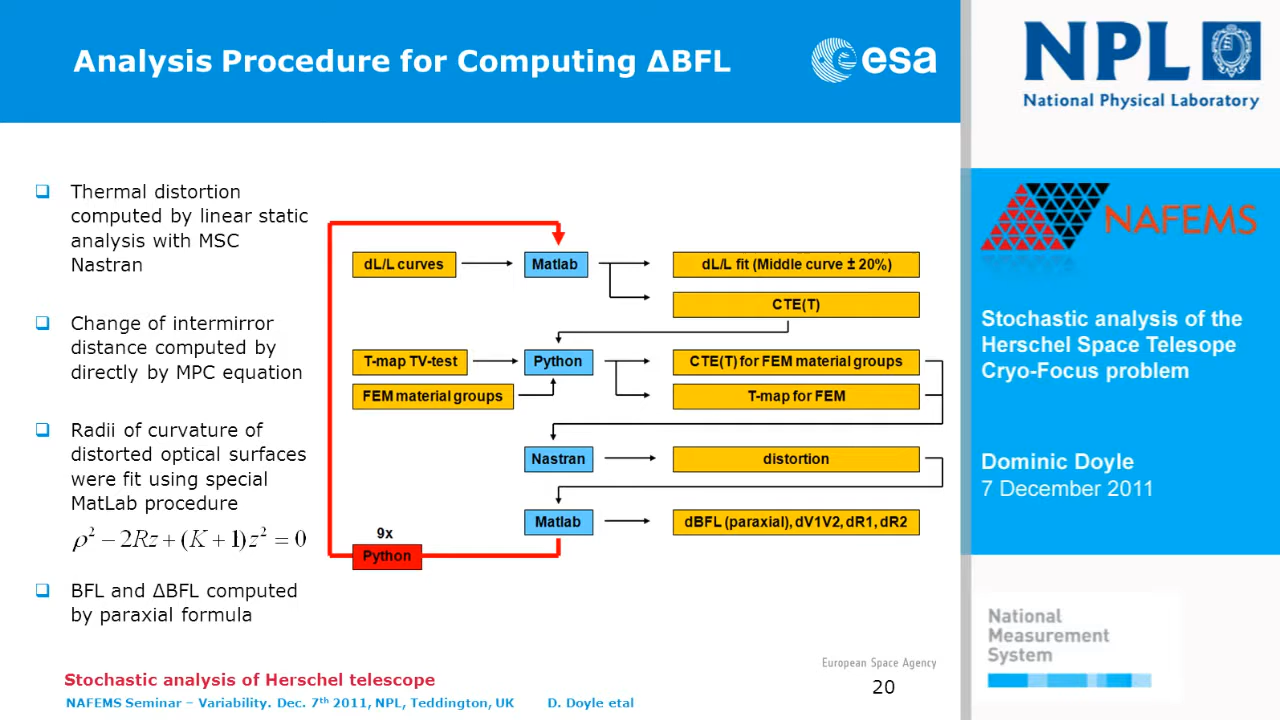 Analysis Procedure for Computing ΔBFL
esa
Thermal distortion
computed by linear static
analysis with MSC
Nastran
Change of intermirror
distance computed by
directly by MPC equation
Radii of curvature of
distorted optical surfaces
were fit using special
MatLab procedure
ρ² − 2Rz + (K + 1)z² = 0
BFL and ΔBFL computed
by paraxial formula
dL/L curves
Matlab
dL/L fit (Middle curve ± 20%)
CTE(T)
T-map TV-test
Python
CTE(T) for FEM material groups
FEM material groups
T-map for FEM
Nastran
distortion
Matlab
dBFL (paraxial), dV1V2, dR1, dR2
9x
Python
European Space Agency
Stochastic analysis of Herschel telescope
20
NAFEMS Seminar – Variability. Dec. 7th 2011, NPL, Teddington, UK D. Doyle etal
NPL
National Physical Laboratory
NAFEMS
Stochastic analysis of the
Herschel Space Telesope
Cryo-Focus problem
Dominic Doyle
7 December 2011
National
Measurement
System